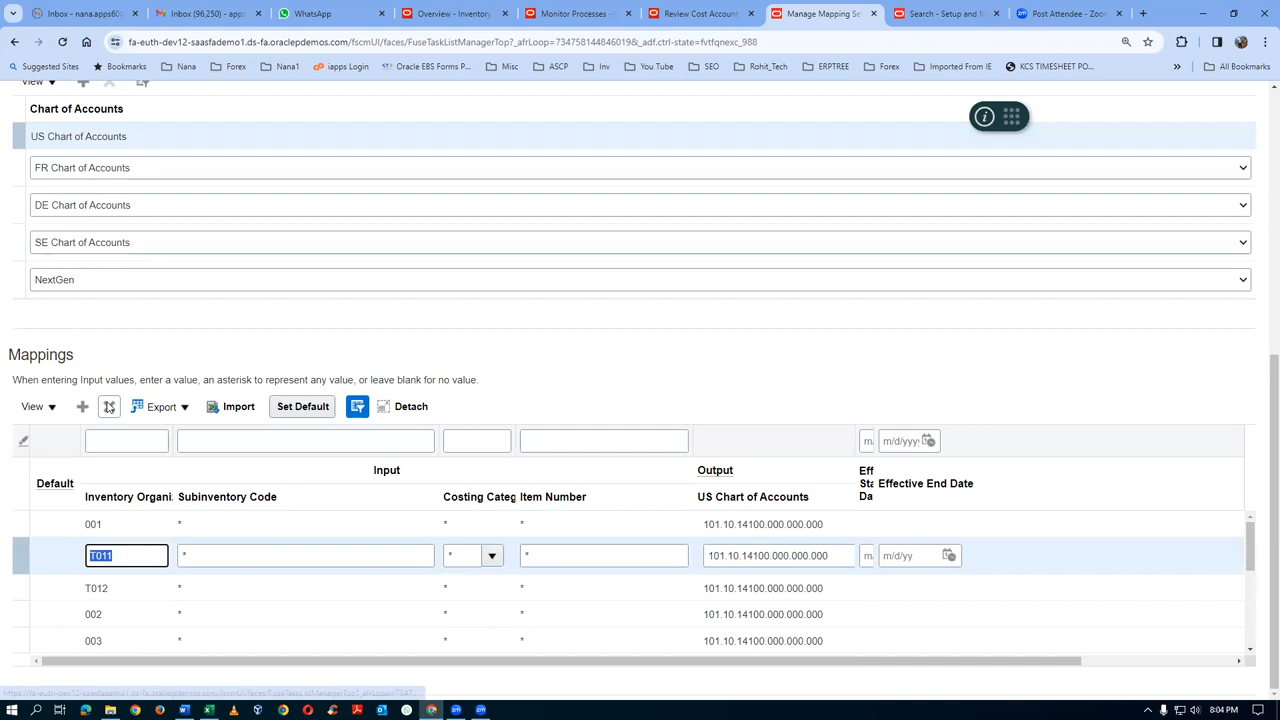 Inbox - nana.apps60
Inbox (96,250) - apps
WhatsApp
Overview - Inventory
Monitor Processes -
Review Cost Account
Manage Mapping Se
Search - Setup and
Post Attendee - Zoo
fa-euth-dev12-saasfademo1.ds-fa.oraclepdemos.com/fscmUI/faces/FuseTaskListManagerTop?_afrLoop=734758144846019&_adf.ctrl-state=fvtfqnexc_988
Suggested Sites
Bookmarks
Nana
Forex
Nana1
iapps Login
Oracle EBS Forms P...
Misc
ASCP
Inv
You Tube
SEO
Rohit_Tech
ERPTREE
Forex
Imported From IE
KCS TIMESHEET PO...
»
All Bookmarks
View
Chart of Accounts
US Chart of Accounts
FR Chart of Accounts
DE Chart of Accounts
SE Chart of Accounts
NextGen
Mappings
When entering Input values, enter a value, an asterisk to represent any value, or leave blank for no value.
View Export Import Set Default Detach
m/ m/d/yyy
Input Output Eff
Default Sta Effective End Date
Inventory Organi Subinventory Code Costing Categ Item Number US Chart of Accounts Da
001 * * * 101.10.14100.000.000.000
T011 * * * 101.10.14100.000.000.000 m/ m/d/yy
T012 * * * 101.10.14100.000.000.000
002 * * * 101.10.14100.000.000.000
003 * * * 101.10.14100.000.000.000
8:04 PM